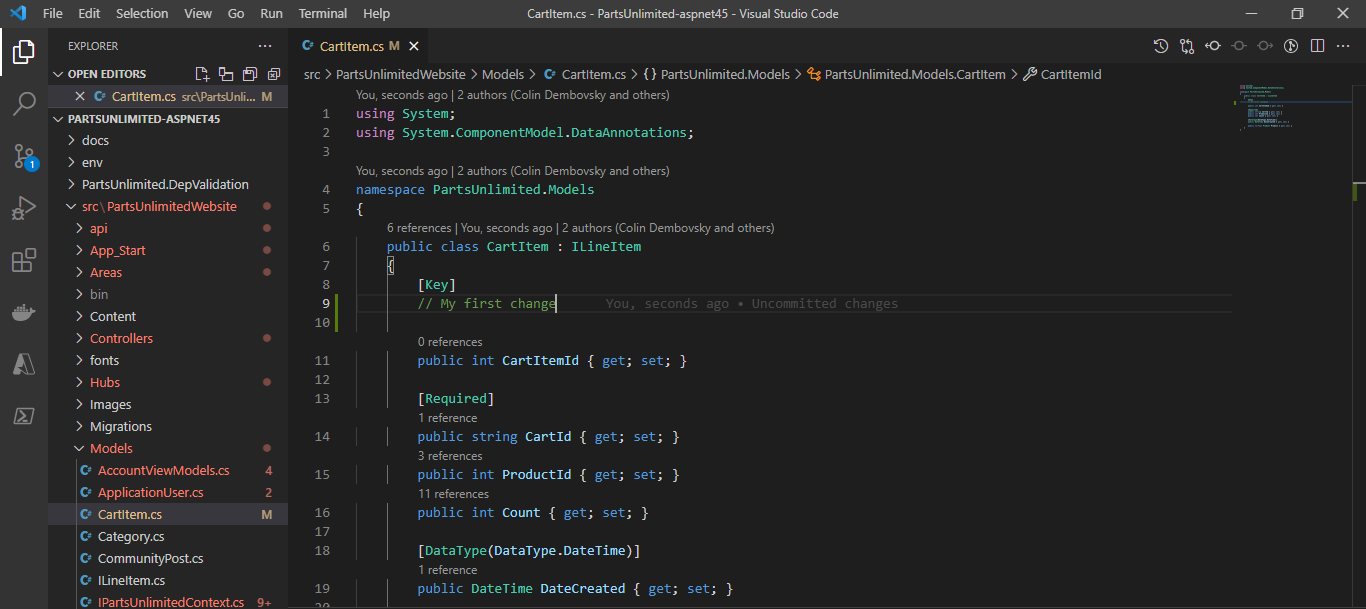 File Edit Selection View Go Run Terminal Help CartItem.cs - PartsUnlimited-aspnet45 - Visual Studio Code
EXPLORER
CartItem.cs M
OPEN EDITORS
src > PartsUnlimitedWebsite > Models > CartItem.cs > {} PartsUnlimited.Models > PartsUnlimited.Models.CartItem > CartItemId
CartItem.cs src\PartsUnli... M
PARTSUNLIMITED-ASPNET45
docs
env
PartsUnlimited.DepValidation
1
src\PartsUnlimitedWebsite
api
App_Start
Areas
bin
Content
Controllers
fonts
Hubs
Images
Migrations
Models
AccountViewModels.cs 4
ApplicationUser.cs 2
CartItem.cs M
Category.cs
CommunityPost.cs
ILineItem.cs
IPartsUnlimitedContext.cs 9+
You, seconds ago | 2 authors (Colin Dembovsky and others)
1 using System;
2 using System.ComponentModel.DataAnnotations;
3
You, seconds ago | 2 authors (Colin Dembovsky and others)
4 namespace PartsUnlimited.Models
5 {
6 references | You, seconds ago | 2 authors (Colin Dembovsky and others)
6 public class CartItem : ILineItem
7 {
8 [Key]
9 // My first change You, seconds ago • Uncommitted changes
10
0 references
11 public int CartItemId { get; set; }
12
13 [Required]
1 reference
14 public string CartId { get; set; }
3 references
15 public int ProductId { get; set; }
11 references
16 public int Count { get; set; }
17
18 [DataType(DataType.DateTime)]
1 reference
19 public DateTime DateCreated { get; set; }
20